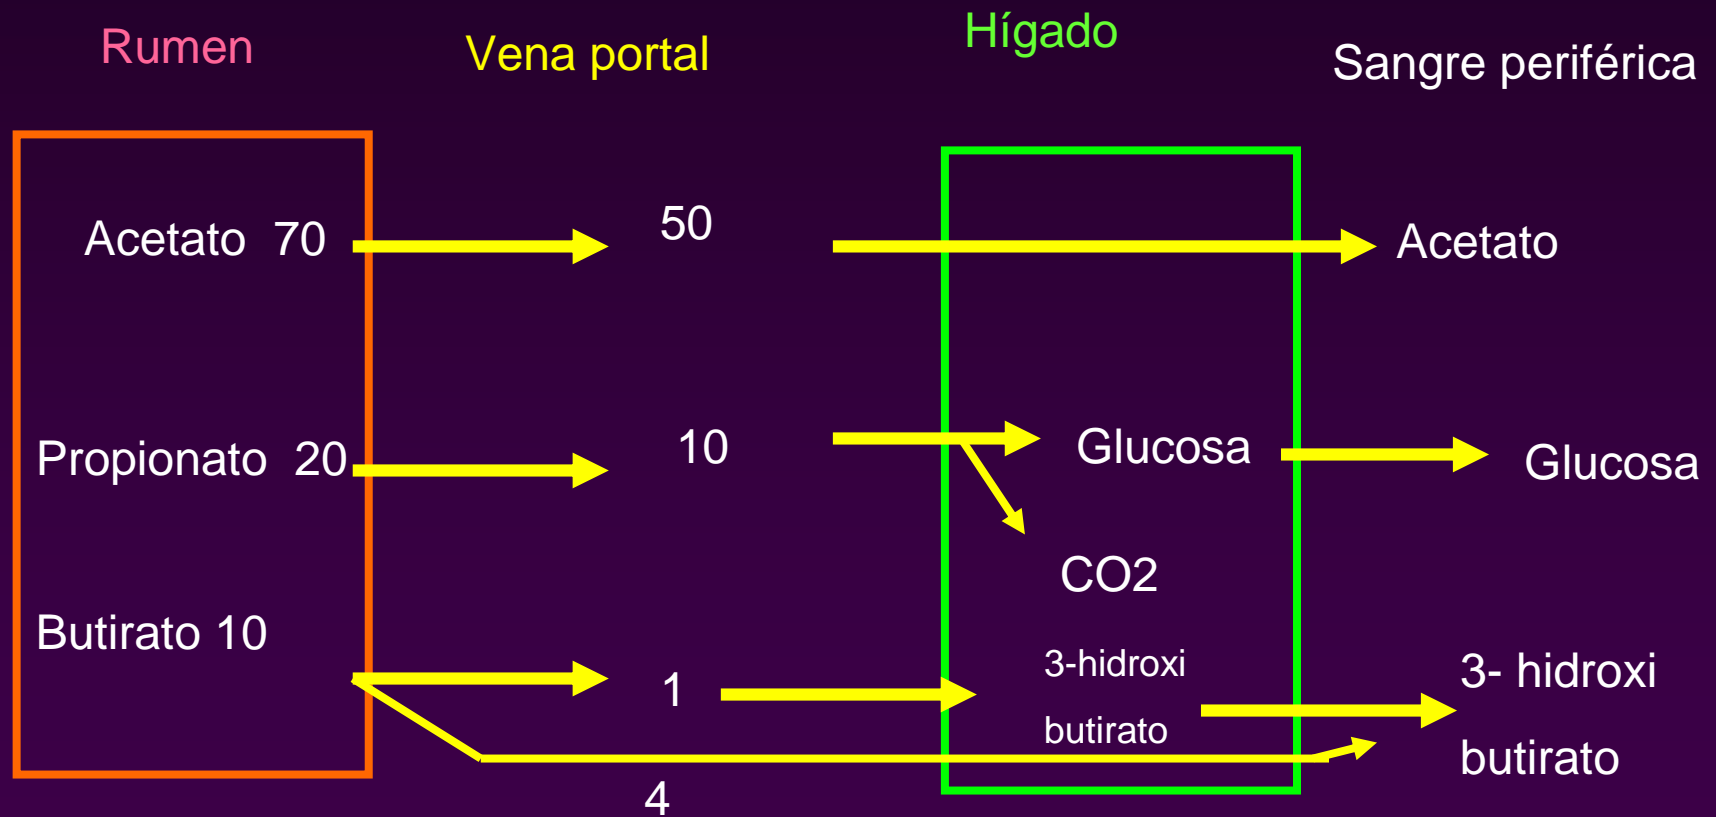 Rumen
Vena portal
Hígado
Sangre periférica
Acetato 70
50
Acetato
Propionato 20
10
Glucosa
Glucosa
CO2
Butirato 10
1
3-hidroxi
butirato
3- hidroxi
butirato
4